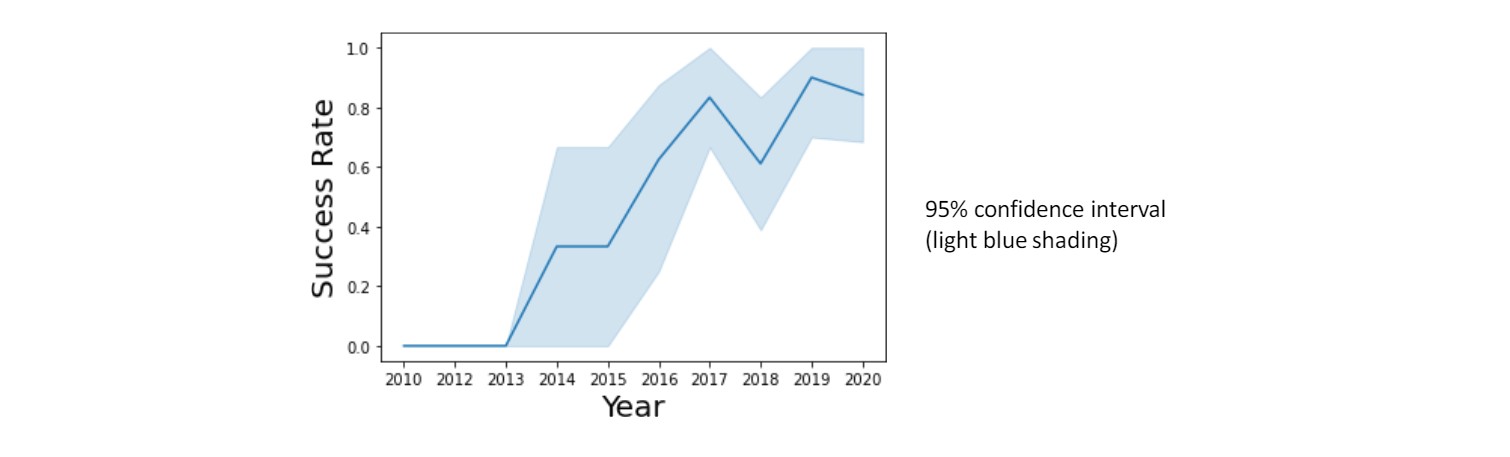 1.0
0.8
0.6
0.4
0.2
0.0
Success Rate
2010 2012 2013 2014 2015 2016 2017 2018 2019 2020
Year
95% confidence interval
(light blue shading)